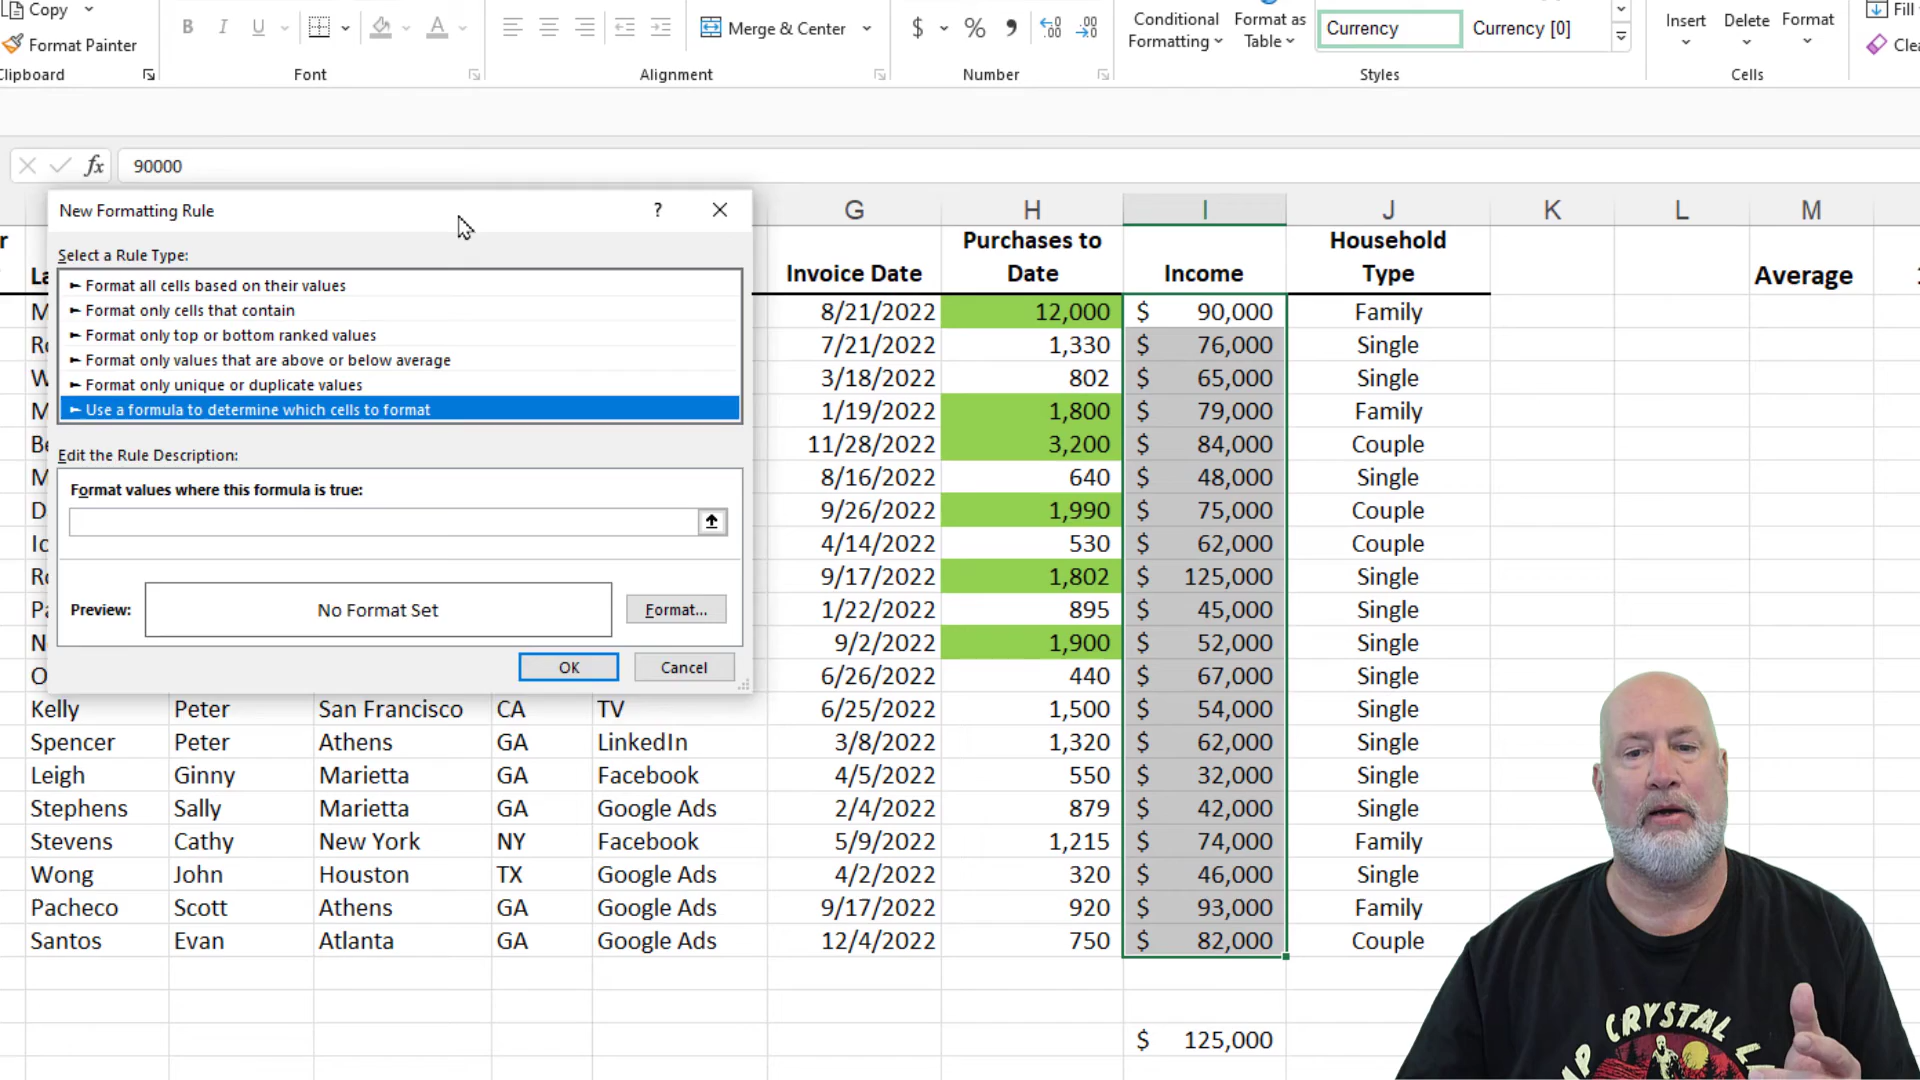 Copy
Format Painter
Clipboard
B I U A
Font
Merge & Center
Alignment
$ % 9
Number
Conditional Formatting
Format as Table
Currency
Currency [0]
Styles
Insert Delete Format
Cells
Fill
Clea
fx 90000
New Formatting Rule ?
Select a Rule Type:
► Format all cells based on their values
► Format only cells that contain
► Format only top or bottom ranked values
► Format only values that are above or below average
► Format only unique or duplicate values
► Use a formula to determine which cells to format
Edit the Rule Description:
Format values where this formula is true:
Preview: No Format Set Format...
OK Cancel
G H I J K L M
r La Invoice Date Purchases to Date Income Household Type Average
M 8/21/2022 12,000 $ 90,000 Family
Ro 7/21/2022 1,330 $ 76,000 Single
W 3/18/2022 802 $ 65,000 Single
M 1/19/2022 1,800 $ 79,000 Family
Be 11/28/2022 3,200 $ 84,000 Couple
M 8/16/2022 640 $ 48,000 Single
D 9/26/2022 1,990 $ 75,000 Couple
4/14/2022 530 $ 62,000 Couple
Ro 9/17/2022 1,802 $ 125,000 Single
Pa 1/22/2022 895 $ 45,000 Single
N 9/2/2022 1,900 $ 52,000 Single
O 6/26/2022 440 $ 67,000 Single
Kelly Peter San Francisco CA TV 6/25/2022 1,500 $ 54,000 Single
Spencer Peter Athens GA LinkedIn 3/8/2022 1,320 $ 62,000 Single
Leigh Ginny Marietta GA Facebook 4/5/2022 550 $ 32,000 Single
Stephens Sally Marietta GA Google Ads 2/4/2022 879 $ 42,000 Single
Stevens Cathy New York NY Facebook 5/9/2022 1,215 $ 74,000 Family
Wong John Houston TX Google Ads 4/2/2022 320 $ 46,000 Single
Pacheco Scott Athens GA Google Ads 9/17/2022 920 $ 93,000 Family
Santos Evan Atlanta GA Google Ads 12/4/2022 750 $ 82,000 Couple
$ 125,000
CRYSTAL